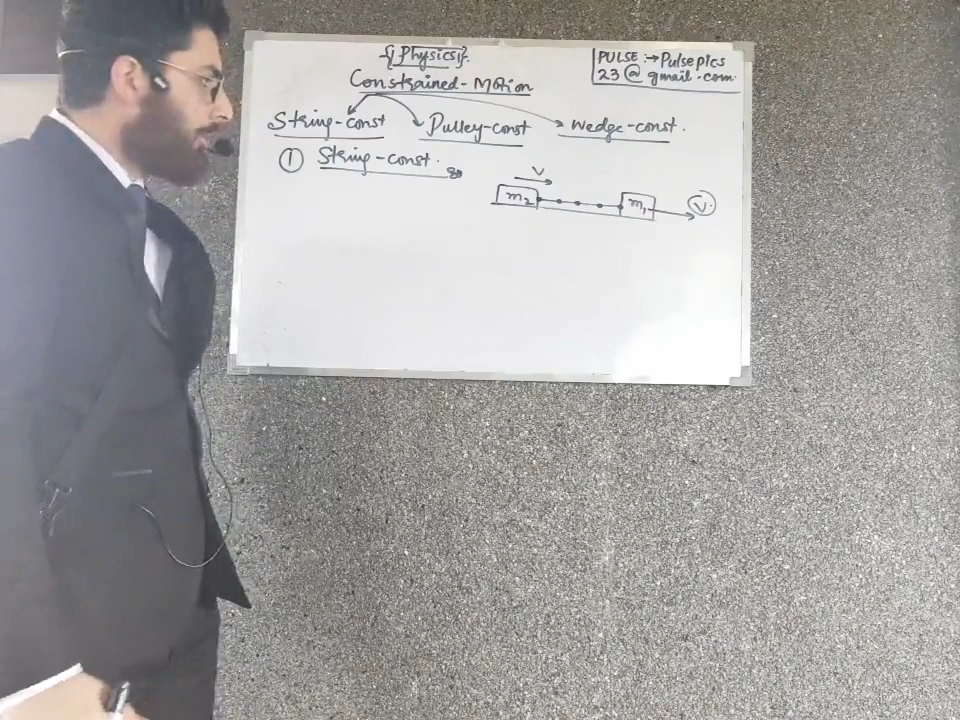 {Physics}.
PULSE :→ Pulsepics
23@gmail.com.
Constrained-Motion
String-const
Pulley-const
Wedge-const.
① String-const.
V
m₂
m₁
V.